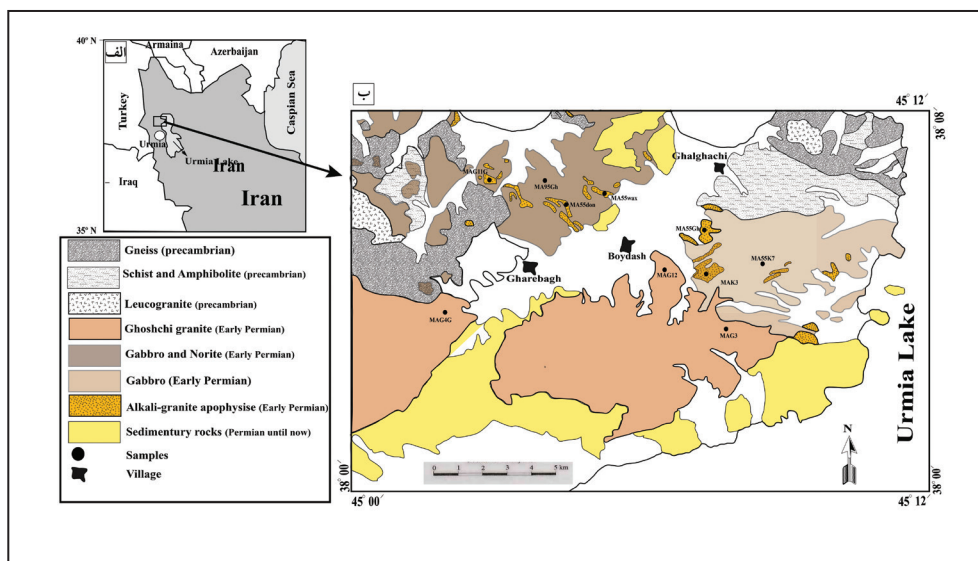 40° N
الف
Armaina
Azerbaijan
Turkey
Caspian Sea
Urmia
Urmia Lake
Iran
Iran
Iraq
35° N
Gneiss (precambrian)
Schist and Amphibolite (precambrian)
Leucogranite (precambrian)
Ghoshchi granite (Early Permian)
Gabbro and Norite (Early Permian)
Gabbro (Early Permian)
Alkali-granite apophysise (Early Permian)
Sedimentury rocks (Permian until now)
Samples
Village
ب
45° 12'
38° 08'
Ghalghachi
MAG11G
MA95Gh
MA55don
MA55wax
MA55Gh
Boydash
MA55K7
Gharebagh
MAG12
MAK3
MAG4G
MAG3
Urmia Lake
N
0 1 2 3 4 5 km
38° 00'
38° 00'
45° 00'
45° 12'